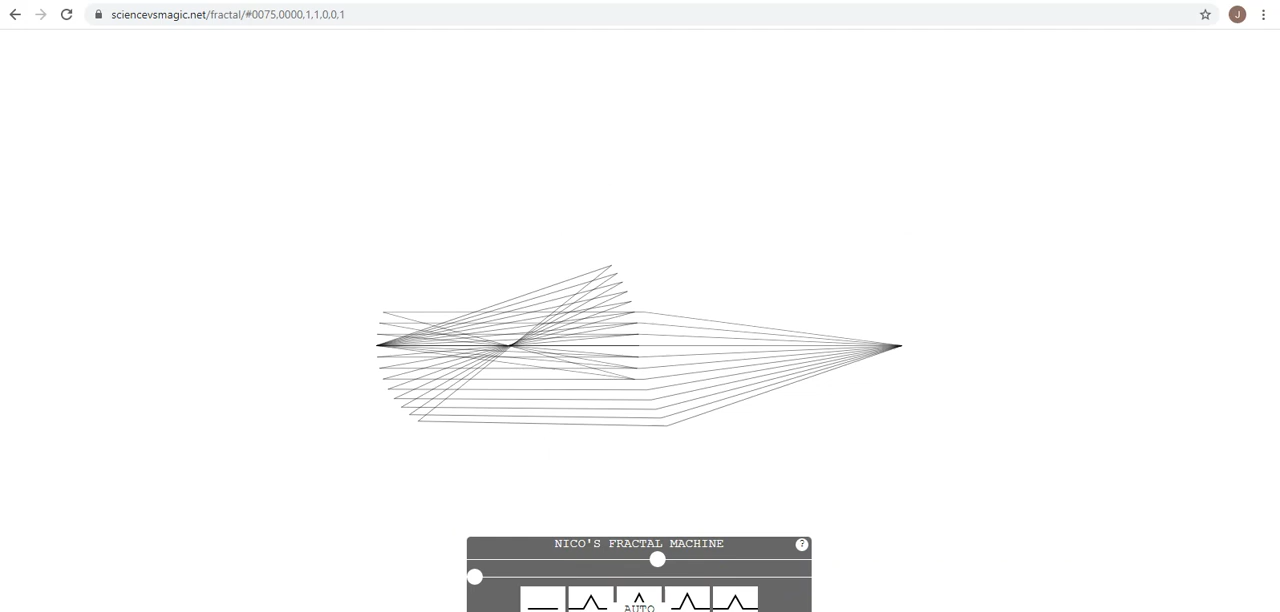 sciencevsmagic.net/fractal/#0075,0000,1,1,0,0,1
J
NICO'S FRACTAL MACHINE
?
AUTO